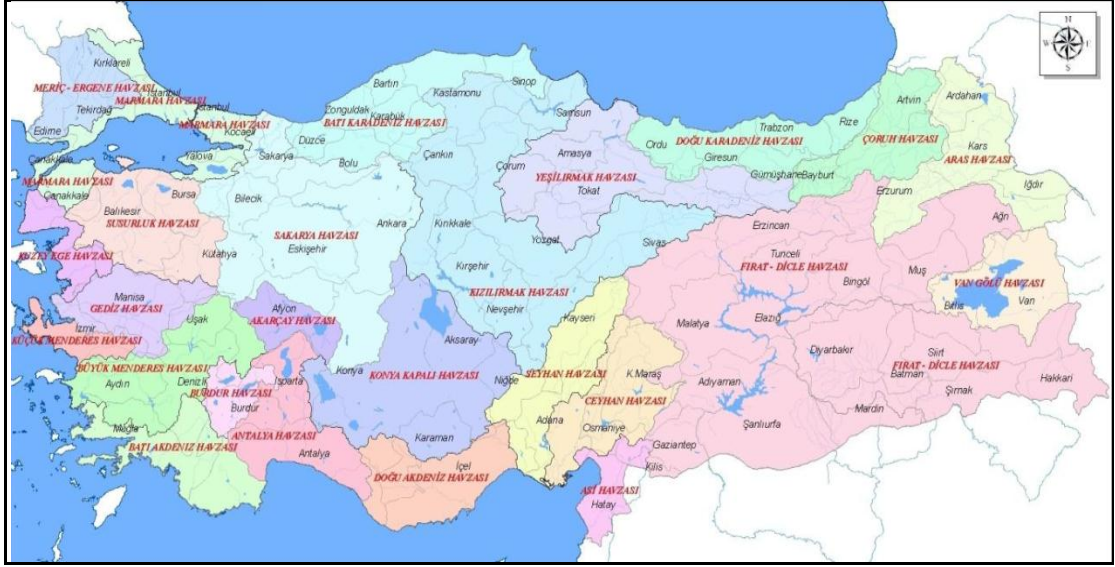 N
W E
S
Kırklareli
MERİÇ - ERGENE HAVZASI
İstanbul
MARMARA HAVZASI
Tekirdağ
Edirne
İstanbul
MARMARA HAVZASI
Kocaeli
Yalova
Sakarya
Çanakkale
MARMARA HAVZASI
Çanakkale
Bartın
Zonguldak
Karabük
BATI KARADENİZ HAVZASI
Kastamonu
Sinop
Düzce
Bolu
Çankırı
Samsun
Ordu
Trabzon
Rize
DOĞU KARADENİZ HAVZASI
Giresun
Gümüşhane
Artvin
ÇORUH HAVZASI
Bayburt
Ardahan
Kars
ARAS HAVZASI
Iğdır
Erzurum
Amasya
Çorum
YEŞİLIRMAK HAVZASI
Tokat
Bursa
Balıkesir
SUSURLUK HAVZASI
Kütahya
Bilecik
Ankara
SAKARYA HAVZASI
Eskişehir
Kırıkkale
Yozgat
Sivas
Kırşehir
KIZILIRMAK HAVZASI
Nevşehir
Kayseri
Erzincan
Tunceli
FIRAT - DİCLE HAVZASI
Bingöl
Muş
Ağrı
VAN GÖLÜ HAVZASI
Bitlis
Van
KUZEY EGE HAVZASI
Manisa
GEDİZ HAVZASI
Uşak
Afyon
AKARÇAY HAVZASI
İzmir
KÜÇÜK MENDERES HAVZASI
BÜYÜK MENDERES HAVZASI
Aydın
Denizli
Isparta
BURDUR HAVZASI
Burdur
Muğla
BATI AKDENİZ HAVZASI
ANTALYA HAVZASI
Antalya
Konya
KONYA KAPALI HAVZASI
Aksaray
Niğde
Karaman
İçel
DOĞU AKDENİZ HAVZASI
SEYHAN HAVZASI
Adana
K.Maraş
CEYHAN HAVZASI
Osmaniye
Malatya
Elazığ
Adıyaman
Diyarbakır
Siirt
FIRAT - DİCLE HAVZASI
Batman
Hakkari
Şırnak
Mardin
Şanlıurfa
Gaziantep
Kilis
ASİ HAVZASI
Hatay